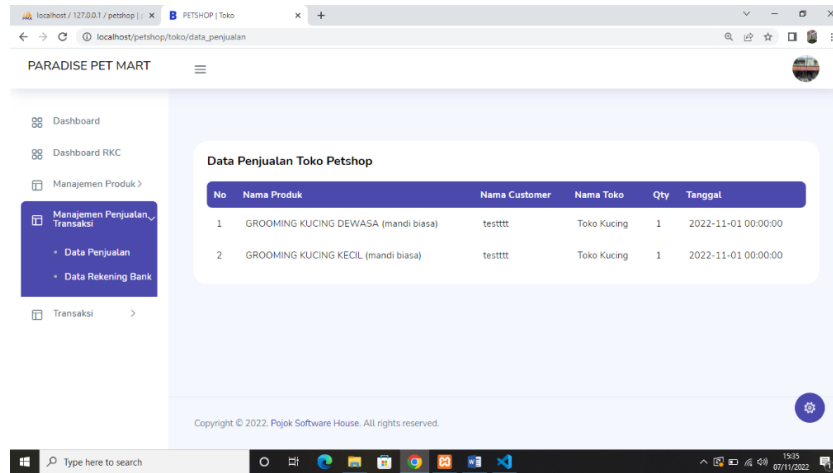 localhost / 127.0.0.1 / petshop | p
PETSHOP | Toko
localhost/petshop/toko/data_penjualan
PARADISE PET MART
Dashboard
Dashboard RKC
Manajemen Produk
Manajemen Penjualan
Transaksi
Data Penjualan
Data Rekening Bank
Transaksi
Data Penjualan Toko Petshop
No Nama Produk Nama Customer Nama Toko Qty Tanggal
1 GROOMING KUCING DEWASA (mandi biasa) testttt Toko Kucing 1 2022-11-01 00:00:00
2 GROOMING KUCING KECIL (mandi biasa) testttt Toko Kucing 1 2022-11-01 00:00:00
Copyright © 2022. Pojok Software House. All rights reserved.
Type here to search
15:35
07/11/2022